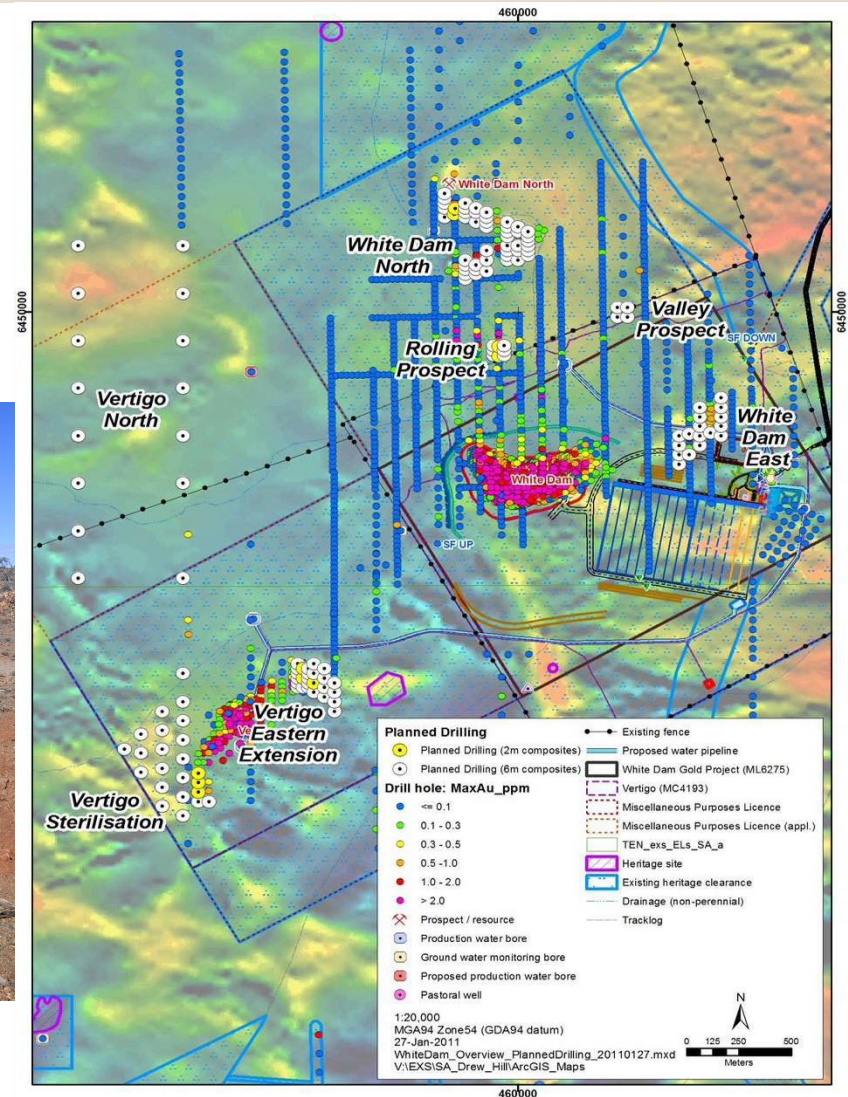 460000
White Dam North
White Dam
North
6450000
6450000
Valley
Prospect
SF DOWN
Rolling
Prospect
Vertigo
North
White
Dam
East
White Dam
SF UP
Vertigo
Eastern
Extension
Vertigo
Sterilisation
Planned Drilling
Planned Drilling (2m composites)
Planned Drilling (6m composites)
Drill hole: MaxAu_ppm
<= 0.1
0.1 - 0.3
0.3 - 0.5
0.5 -1.0
1.0 - 2.0
> 2.0
Prospect / resource
Production water bore
Ground water monitoring bore
Proposed production water bore
Pastoral well
Existing fence
Proposed water pipeline
White Dam Gold Project (ML6275)
Vertigo (MC4193)
Miscellaneous Purposes Licence
Miscellaneous Purposes Licence (appl.)
TEN_exs_ELs_SA_a
Heritage site
Existing heritage clearance
Drainage (non-perennial)
Tracklog
1:20,000
MGA94 Zone54 (GDA94 datum)
27-Jan-2011
WhiteDam_Overview_PlannedDrilling_20110127.mxd
V:\EXS\SA_Drew_Hill\ArcGIS_Maps
N
0 125 250 500
Meters
460000